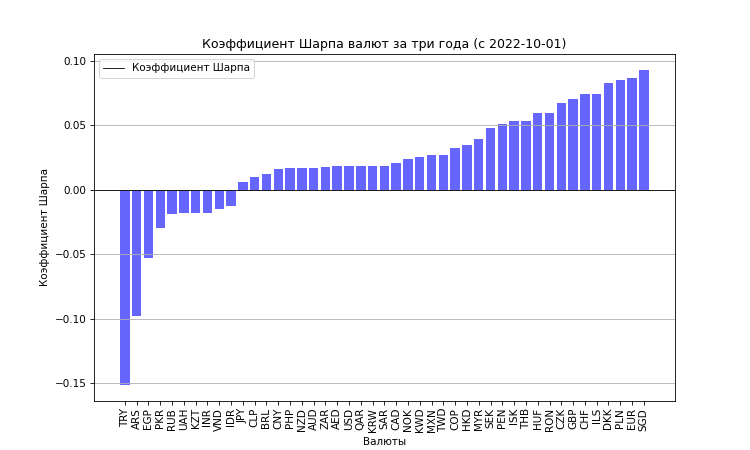 Коэффициент Шарпа валют за три года (с 2022-10-01)
Коэффициент Шарпа
Коэффициент Шарпа
0.10
0.05
0.00
−0.05
−0.10
−0.15
TRY ARS EGP PKR RUB UAH KZT INR VND IDR JPY CLP BRL CNY PHP NZD AUD ZAR AED USD QAR KRW SAR CAD NOK KWD MXN TWD COP HKD MYR SEK PEN ISK THB HUF RON CZK GBP CHF ILS DKK PLN EUR SGD
Валюты